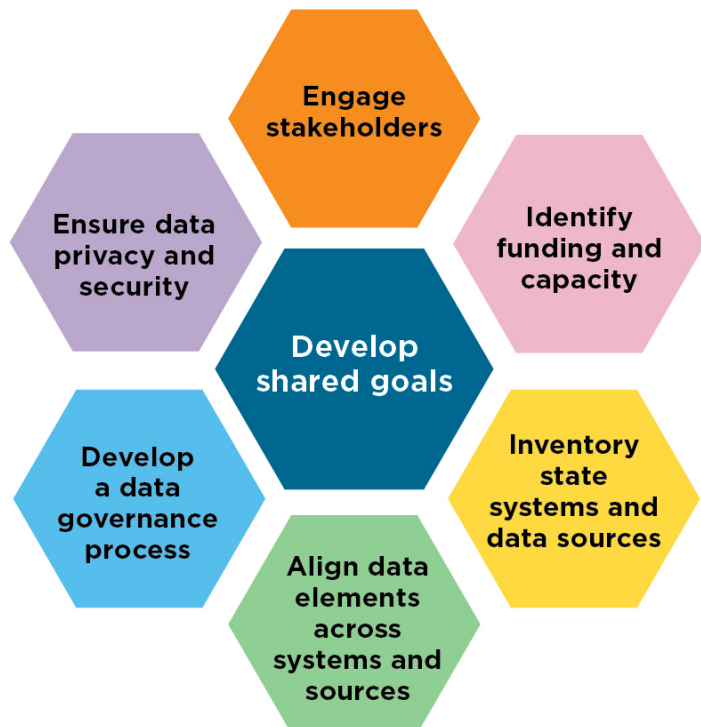 Engage
stakeholders
Identify
funding and
capacity
Inventory
state
systems and
data sources
Align data
elements
across
systems and
sources
Develop
a data
governance
process
Ensure data
privacy and
security
Develop
shared goals